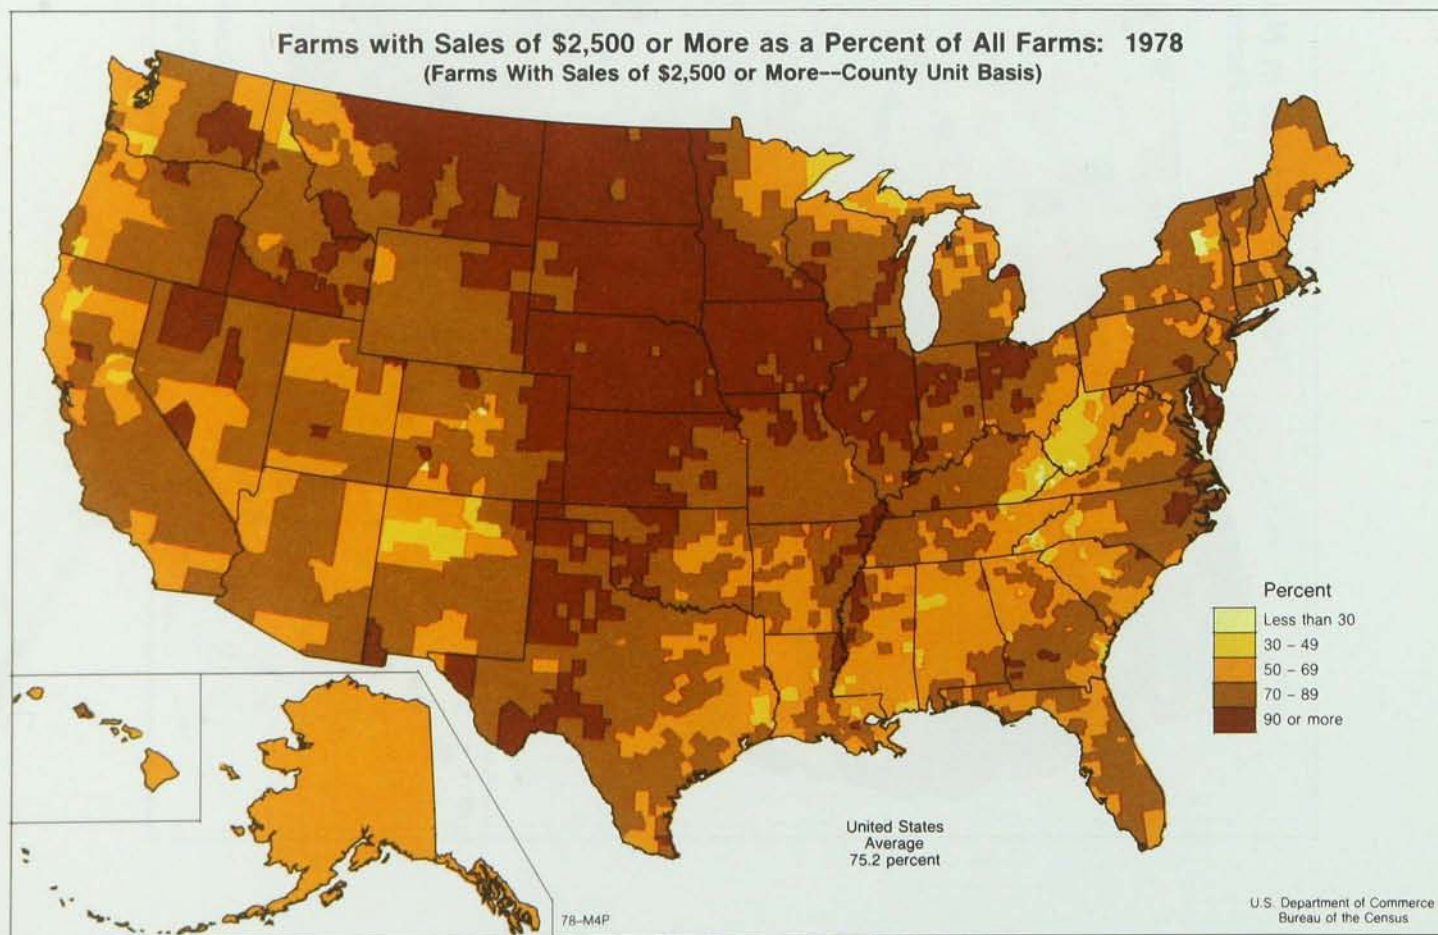 Farms with Sales of $2,500 or More as a Percent of All Farms: 1978
(Farms With Sales of $2,500 or More--County Unit Basis)
Percent
Less than 30
30 – 49
50 – 69
70 – 89
90 or more
United States
Average
75.2 percent
78–M4P
U.S. Department of Commerce
Bureau of the Census